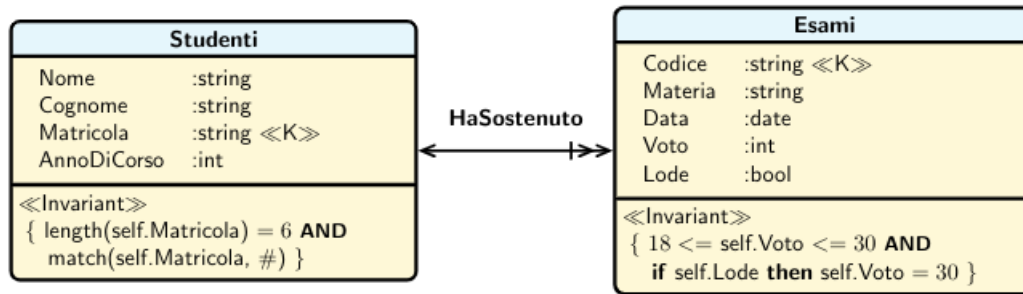 Studenti
Nome :string
Cognome :string
Matricola :string ≪K≫
AnnoDiCorso :int
≪Invariant≫
{ length(self.Matricola) = 6 AND
match(self.Matricola, #) }
HaSostenuto
Esami
Codice :string ≪K≫
Materia :string
Data :date
Voto :int
Lode :bool
≪Invariant≫
{ 18 <= self.Voto <= 30 AND
if self.Lode then self.Voto = 30 }